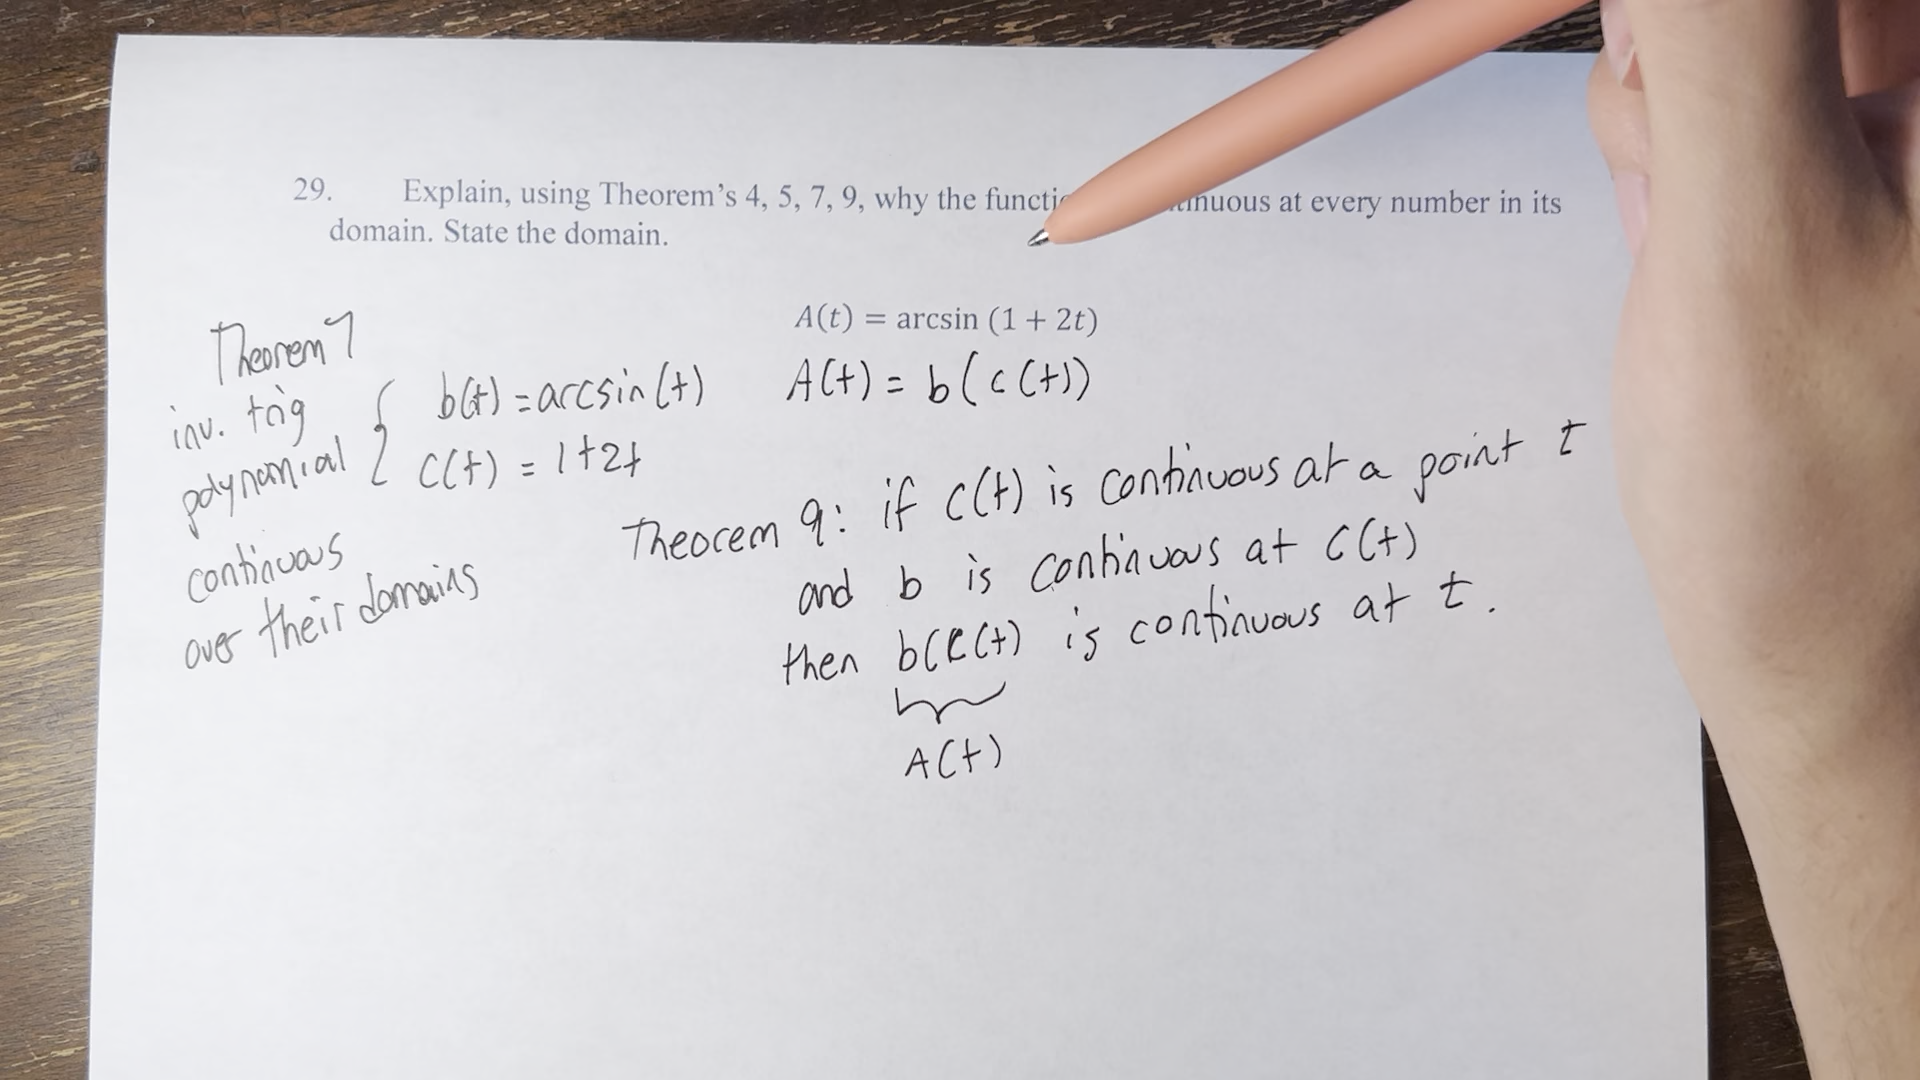 29. Explain, using Theorem's 4, 5, 7, 9, why the function at every number in its
domain. State the domain.
A(t) = arcsin (1 + 2t)
A(t) = b(c(t))
Theorem 7
inv. trig
polynomial
{ b(t) = arcsin(t)
c(t) = 1+2t
continuous
over their domains
Theorem 9: if c(t) is continuous at a point t
and b is continuous at c(t)
then b(c(t) is continuous at t.
A(t)